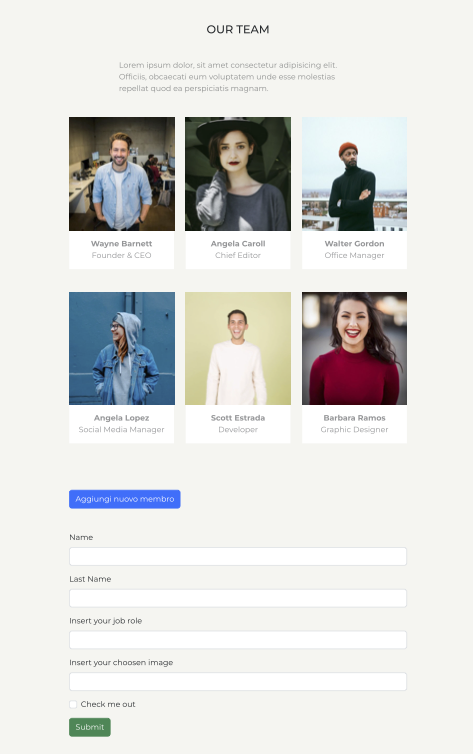 OUR TEAM
Lorem ipsum dolor, sit amet consectetur adipisicing elit.
Officiis, obcaecati eum voluptatem unde esse molestias
repellat quod ea perspiciatis magnam.
Wayne Barnett
Founder & CEO
Angela Caroll
Chief Editor
Walter Gordon
Office Manager
Angela Lopez
Social Media Manager
Scott Estrada
Developer
Barbara Ramos
Graphic Designer
Aggiungi nuovo membro
Name
Last Name
Insert your job role
Insert your choosen image
Check me out
Submit